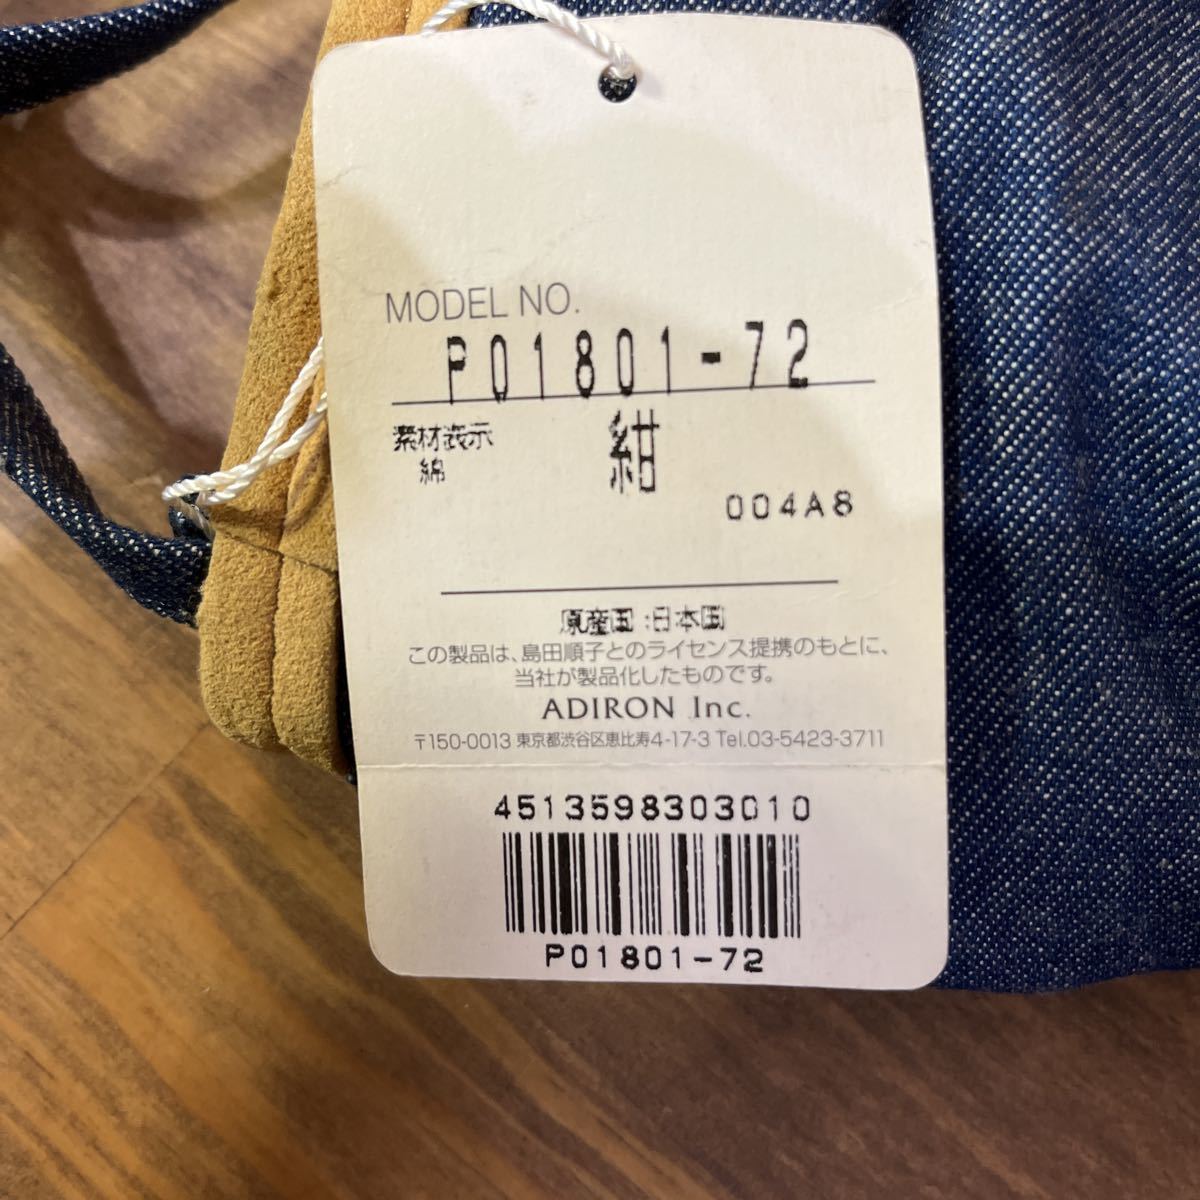 MODEL NO.
P01801-72
素材表示 紺
綿
004A8
原産国:日本国
この製品は、島田順子とのライセンス提携のもとに、
当社が製品化したものです。
ADIRON Inc.
〒150-0013 東京都渋谷区恵比寿4-17-3 Tel.03-5423-3711
4513598303010
P01801-72